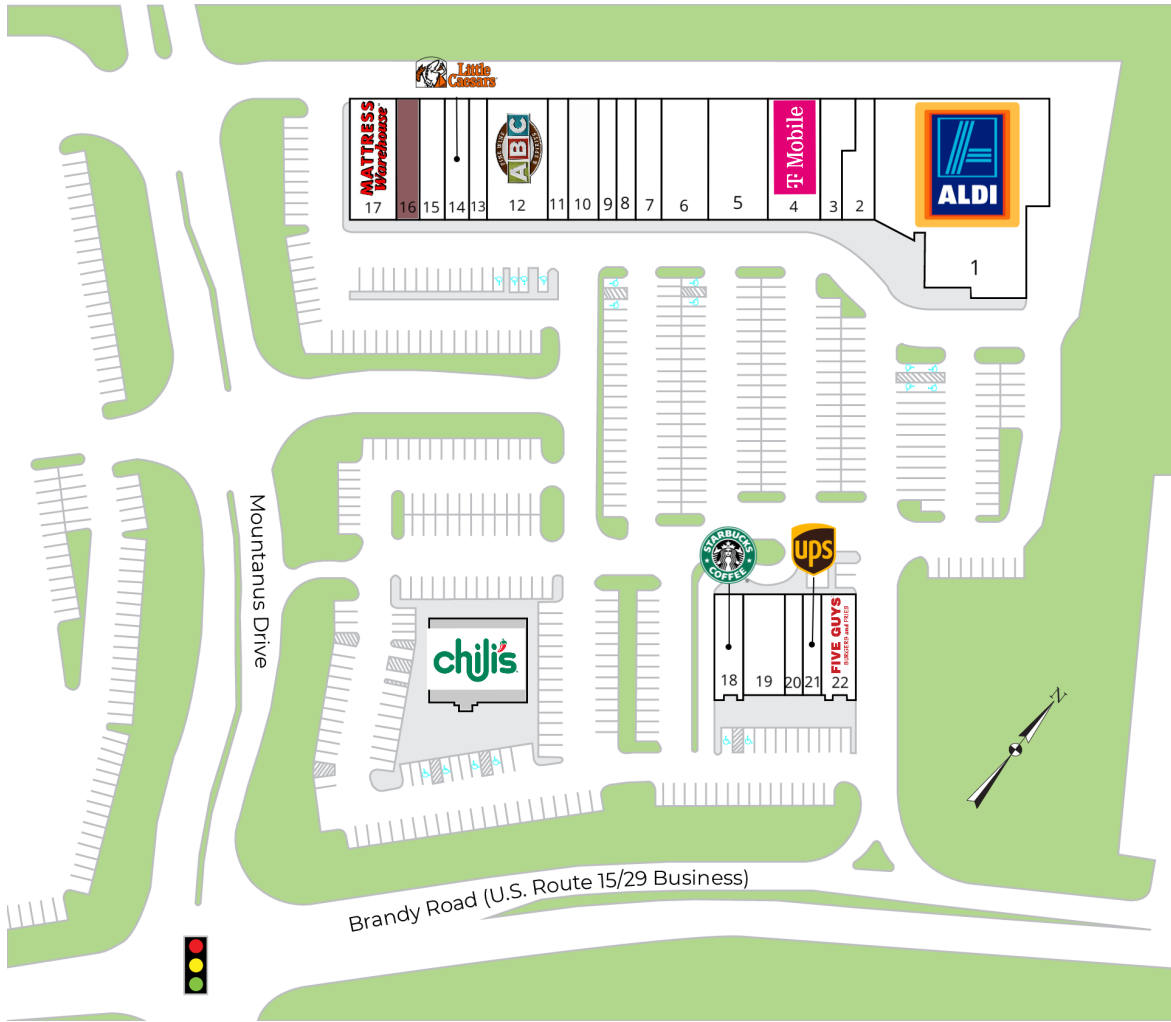 Little
Caesars
MATTRESS
Warehouse
ABC
T Mobile
ALDI
17
16
15
14
13
12
11
10
9
8
7
6
5
4
3
2
1
STARBUCKS
COFFEE
ups
chili's
FIVE GUYS
BURGERS and FRIES
18
19
20
21
22
Mountanus Drive
N
Brandy Road (U.S. Route 15/29 Business)